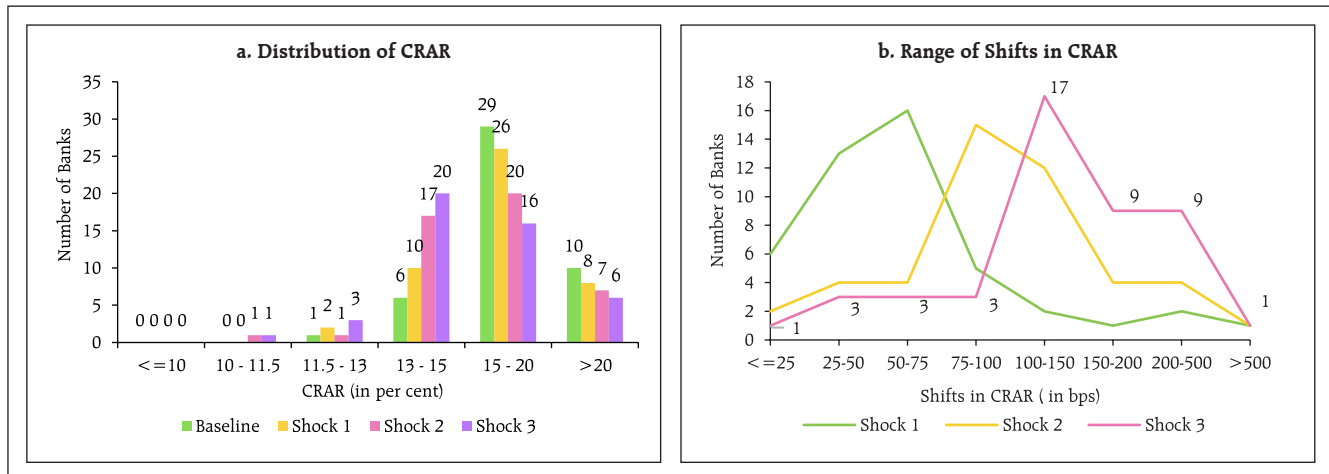 a. Distribution of CRAR
Number of Banks
35
30
25
20
15
10
5
0
0 0 0 0
0 0 1 1
1 2 1 3
6 10 17 20
29 26 20 16
10 8 7 6
<=10 10 - 11.5 11.5 - 13 13 - 15 15 - 20 >20
CRAR (in per cent)
Baseline Shock 1 Shock 2 Shock 3
b. Range of Shifts in CRAR
Number of Banks
18
16
14
12
10
8
6
4
2
0
1 3 3 3 17 9 9 1
<=25 25-50 50-75 75-100 100-150 150-200 200-500 >500
Shifts in CRAR ( in bps)
Shock 1 Shock 2 Shock 3